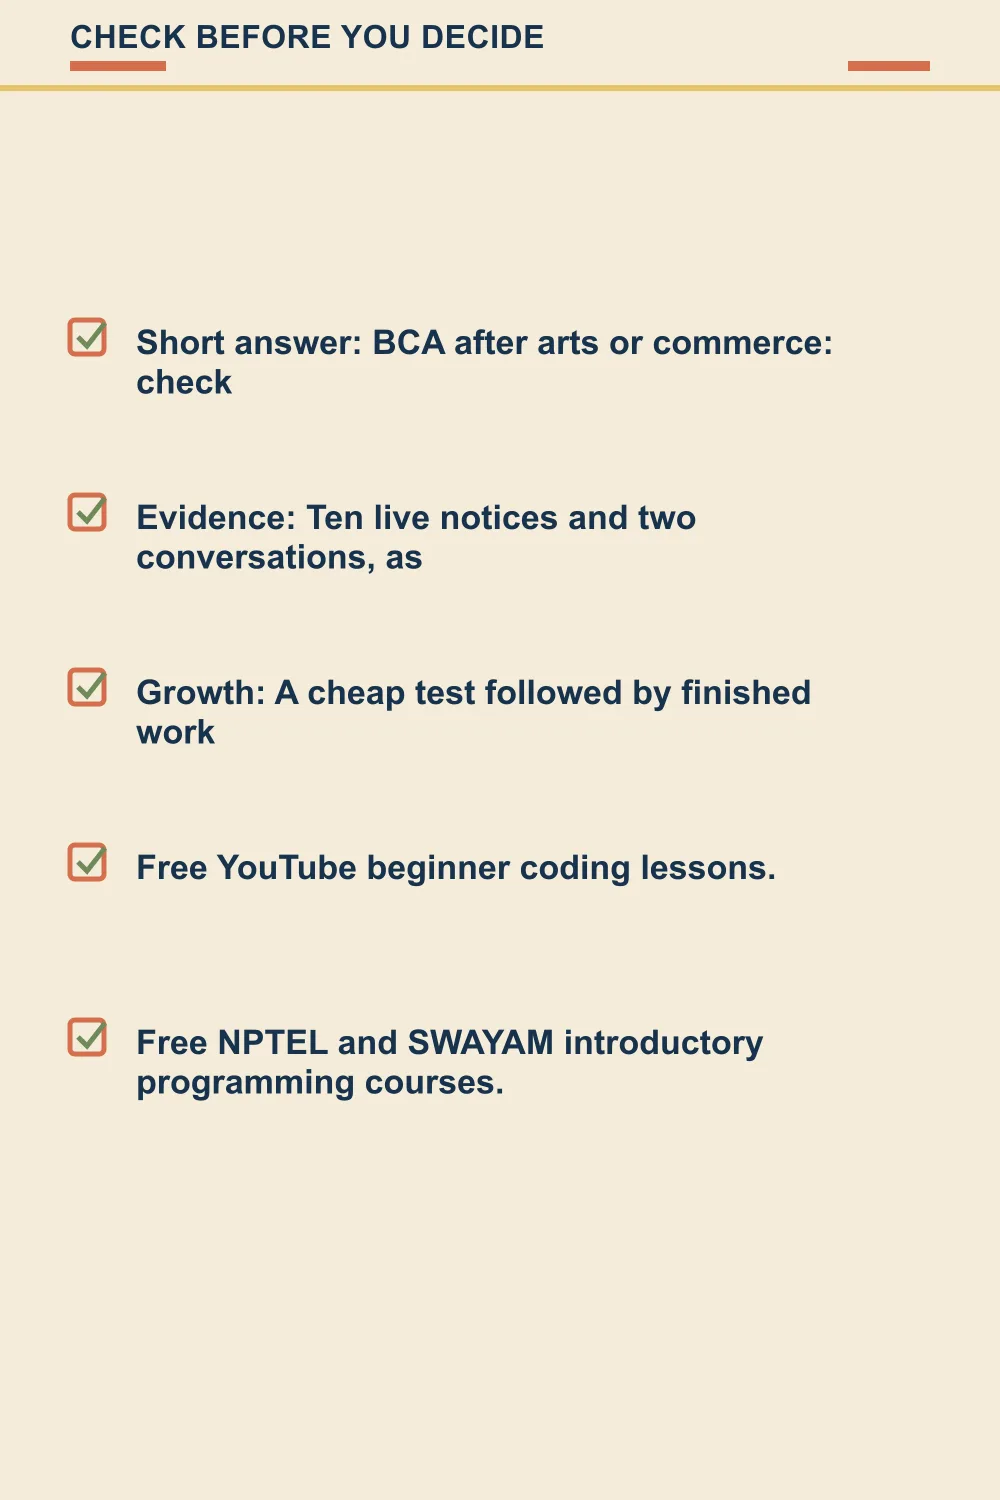 CHECK BEFORE YOU DECIDE
Short answer: BCA after arts or commerce:
check
Evidence: Ten live notices and two
conversations, as
Growth: A cheap test followed by finished
work
Free YouTube beginner coding lessons.
Free NPTEL and SWAYAM introductory
programming courses.